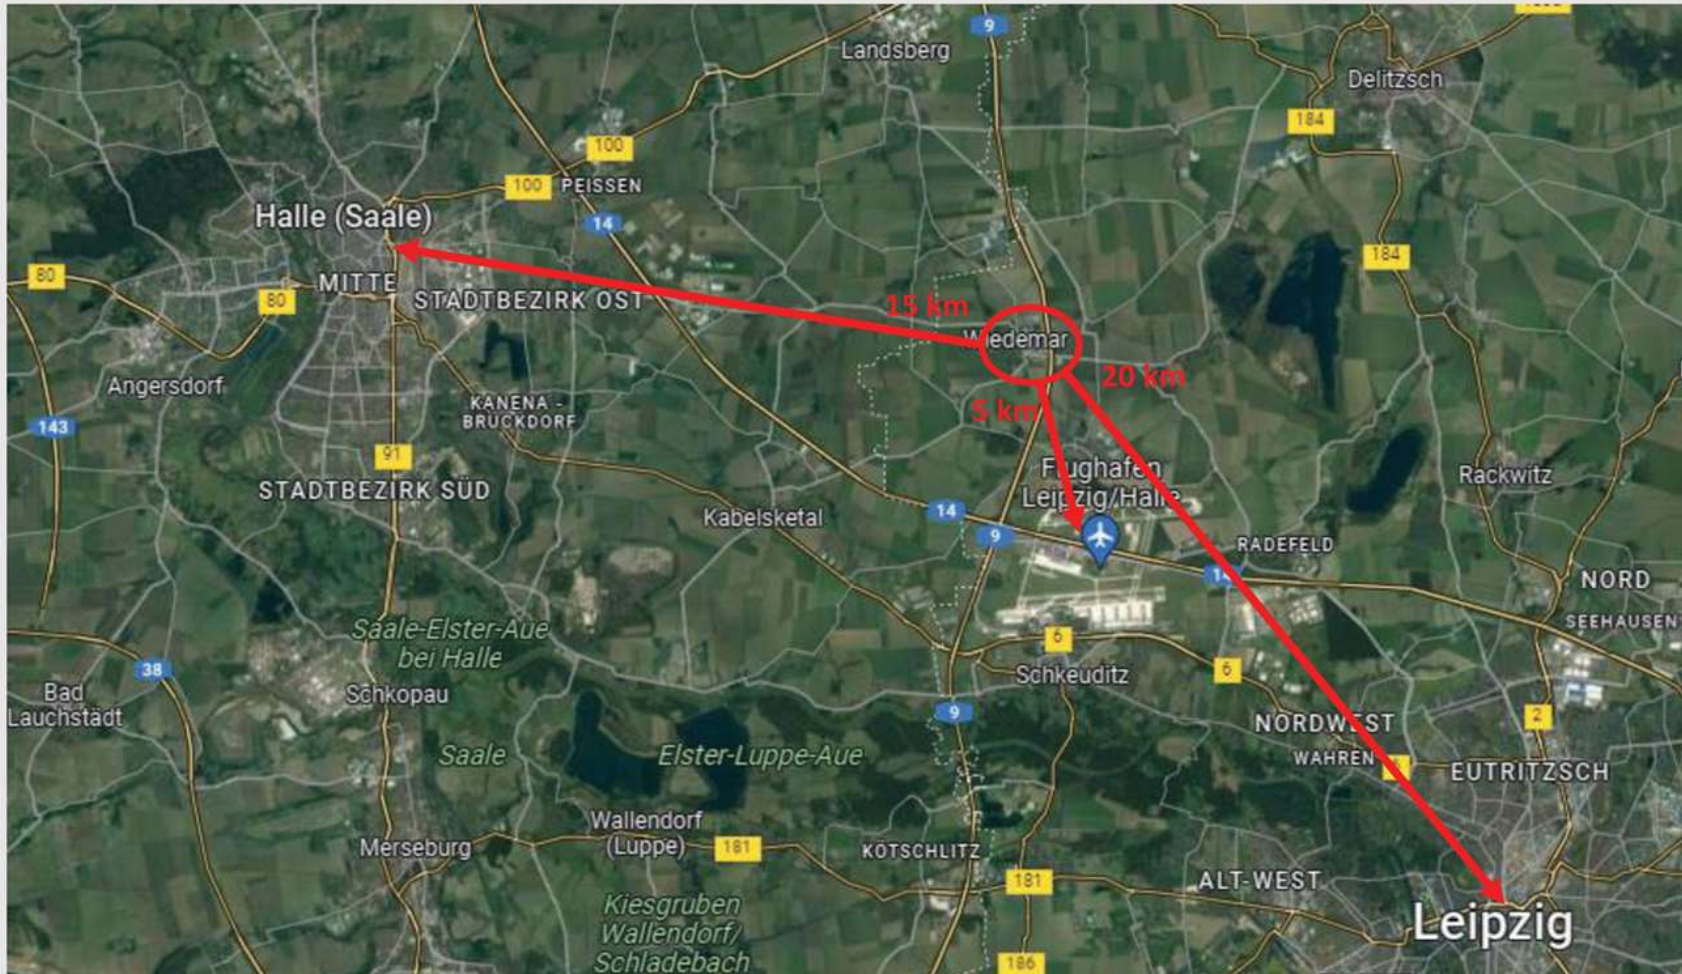 9
Landsberg
Delitzsch
184
100
100
PEISSEN
Halle (Saale)
14
184
80
MITTE
80
STADTBEZIRK OST
15 km
Wiedemar
20 km
Angersdorf
KANENA -
BRUCKDORF
5 km
143
91
Flughafen
Leipzig/Halle
Rackwitz
STADTBEZIRK SÜD
14
Kabelsketal
9
RADEFELD
14
NORD
SEEHAUSEN
Saale-Elster-Aue
bei Halle
6
38
6
Schkeuditz
Bad
Lauchstädt
Schkopau
9
NORDWEST
2
Saale
Elster-Luppe-Aue
WAHREN
EUTRITZSCH
Wallendorf
(Luppe)
181
Merseburg
KÖTSCHLITZ
181
ALT-WEST
Kiesgruben
Wallendorf/
Schladebach
Leipzig
186